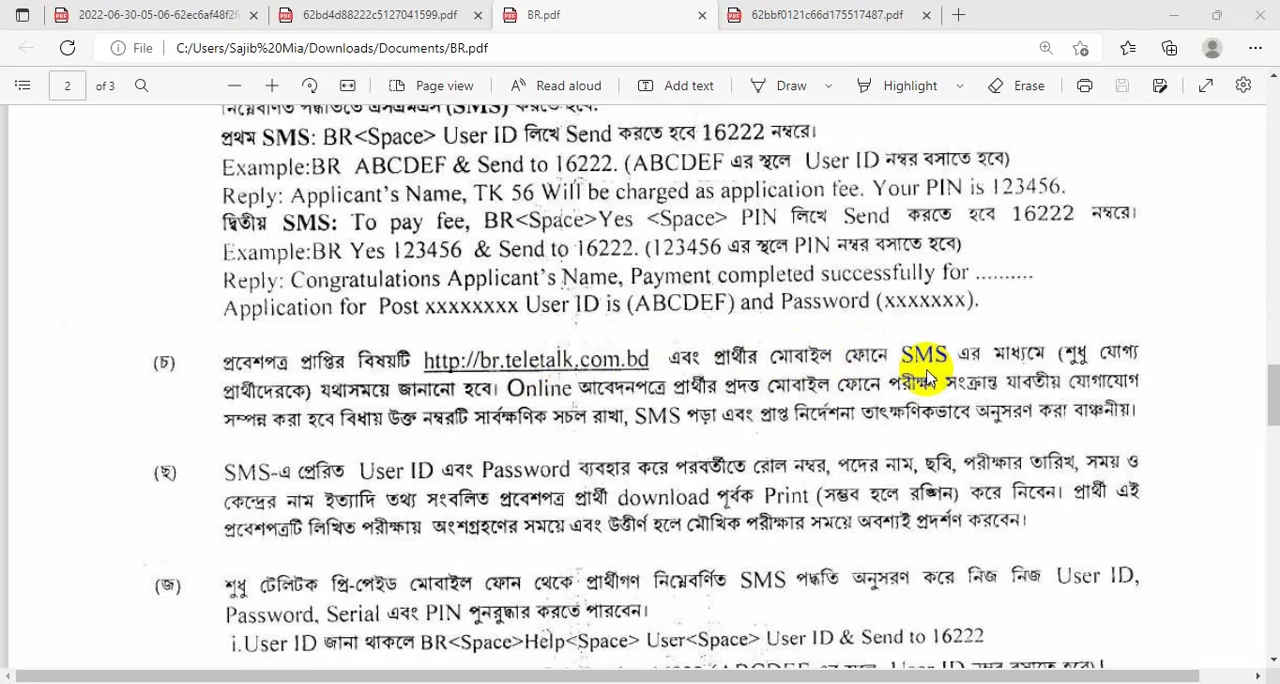 2022-06-30-05-06-62ec6af48f2f
62bd4d88222c5127041599.pdf
BR.pdf
62bbf0121c66d175517487.pdf
File
C:/Users/Sajib%20Mia/Downloads/Documents/BR.pdf
2 of 3
Page view
Read aloud
Add text
Draw
Highlight
Erase
নিম্নেবর্ণিত পদ্ধতিতে এসএমএস (SMS) করতে হবে:
প্রথম SMS: BR<Space> User ID লিখে Send করতে হবে 16222 নম্বরে।
Example:BR ABCDEF & Send to 16222. (ABCDEF এর স্থলে User ID নম্বর বসাতে হবে)
Reply: Applicant's Name, TK 56 Will be charged as application fee. Your PIN is 123456.
দ্বিতীয় SMS: To pay fee, BR<Space>Yes <Space> PIN লিখে Send করতে হবে 16222 নম্বরে।
Example:BR Yes 123456 & Send to 16222. (123456 এর স্থলে PIN নম্বর বসাতে হবে)
Reply: Congratulations Applicant's Name, Payment completed successfully for ..........
Application for Post xxxxxxxx User ID is (ABCDEF) and Password (xxxxxxx).
(চ) প্রবেশপত্র প্রাপ্তির বিষয়টি http://br.teletalk.com.bd এবং প্রার্থীর মোবাইল ফোনে SMS এর মাধ্যমে (শুধু যোগ্য
প্রার্থীদেরকে) যথাসময়ে জানানো হবে। Online আবেদনপত্রে প্রার্থীর প্রদত্ত মোবাইল ফোনে পরীক্ষা সংক্রান্ত যাবতীয় যোগাযোগ
সম্পন্ন করা হবে বিধায় উক্ত নম্বরটি সার্বক্ষণিক সচল রাখা, SMS পড়া এবং প্রাপ্ত নির্দেশনা তাৎক্ষণিকভাবে অনুসরণ করা বাঞ্চনীয়।
(ছ) SMS-এ প্রেরিত User ID এবং Password ব্যবহার করে পরবর্তীতে রোল নম্বর, পদের নাম, ছবি, পরীক্ষার তারিখ, সময় ও
কেন্দ্রের নাম ইত্যাদি তথ্য সংবলিত প্রবেশপত্র প্রার্থী download পূর্বক Print (সম্ভব হলে রঙ্গিন) করে নিবেন। প্রার্থী এই
প্রবেশপত্রটি লিখিত পরীক্ষায় অংশগ্রহণের সময়ে এবং উত্তীর্ণ হলে মৌখিক পরীক্ষার সময়ে অবশ্যই প্রদর্শণ করবেন।
(জ) শুধু টেলিটক প্রি-পেইড মোবাইল ফোন থেকে প্রার্থীগণ নিম্নেবর্ণিত SMS পদ্ধতি অনুসরণ করে নিজ নিজ User ID,
Password, Serial এবং PIN পুনরুদ্ধার করতে পারবেন।
i.User ID জানা থাকলে BR<Space>Help<Space> User<Space> User ID & Send to 16222